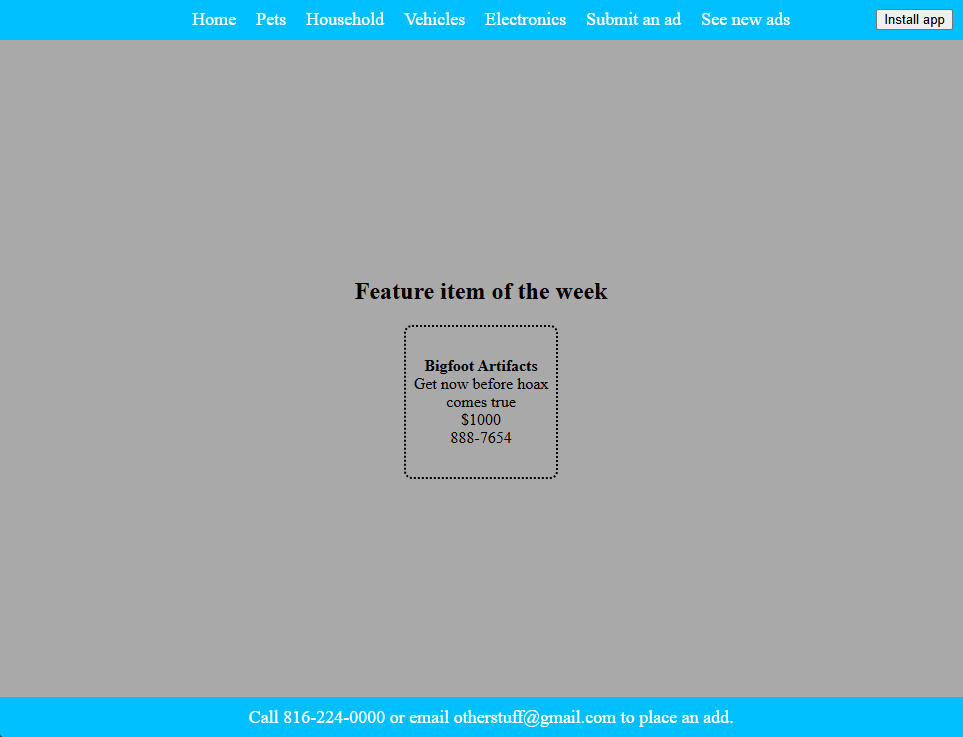 Home Pets Household Vehicles Electronics Submit an ad See new ads Install app
Feature item of the week
Bigfoot Artifacts
Get now before hoax
comes true
$1000
888-7654
Call 816-224-0000 or email otherstuff@gmail.com to place an add.